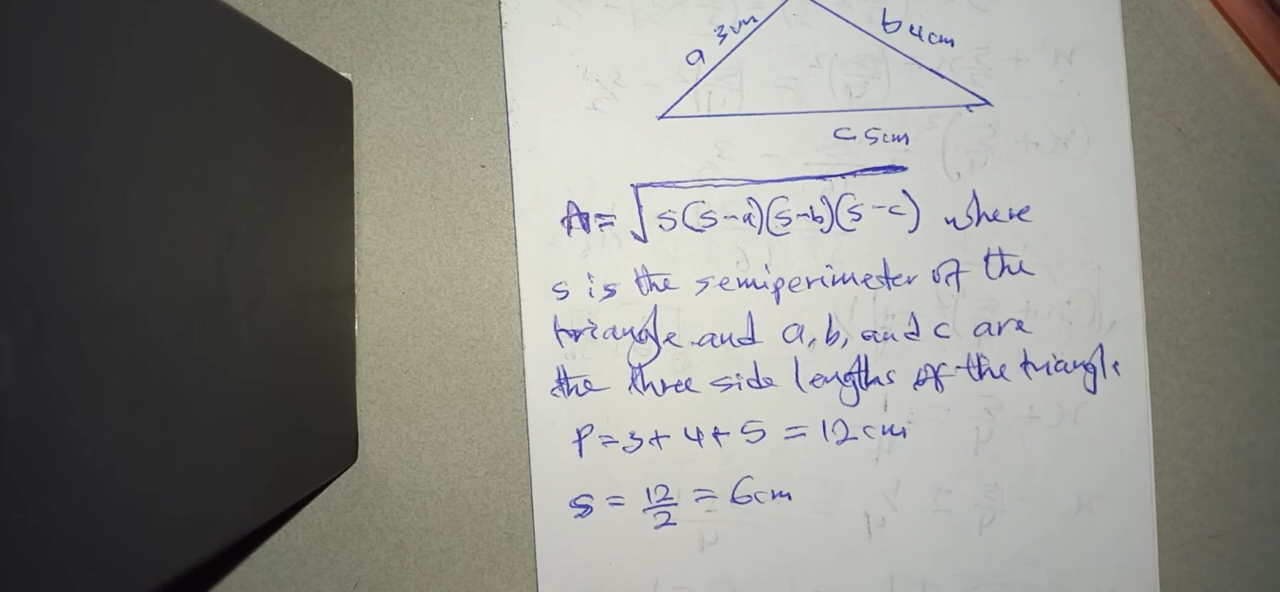 a 3cm
b 4cm
c 5cm
A = √s(s-a)(s-b)(s-c) where
s is the semiperimeter of the
triangle and a, b, and c are
the three side lengths of the triangle
P = 3 + 4 + 5 = 12cm
s = 12/2 = 6cm